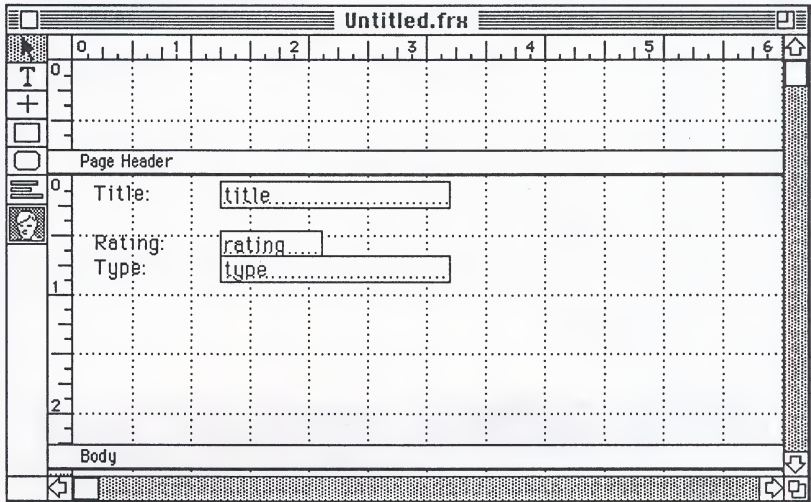 Untitled.frx
0 1 2 3 4 5 6
T
0
Page Header
0
Title: title
Rating: rating
Type: type
1
2
Body